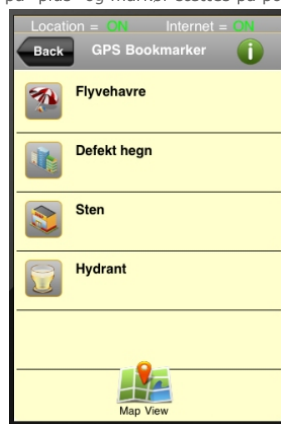 Location = ON Internet = ON
Back GPS Bookmarker i
Flyvehavre
Defekt hegn
Sten
Hydrant
Map View